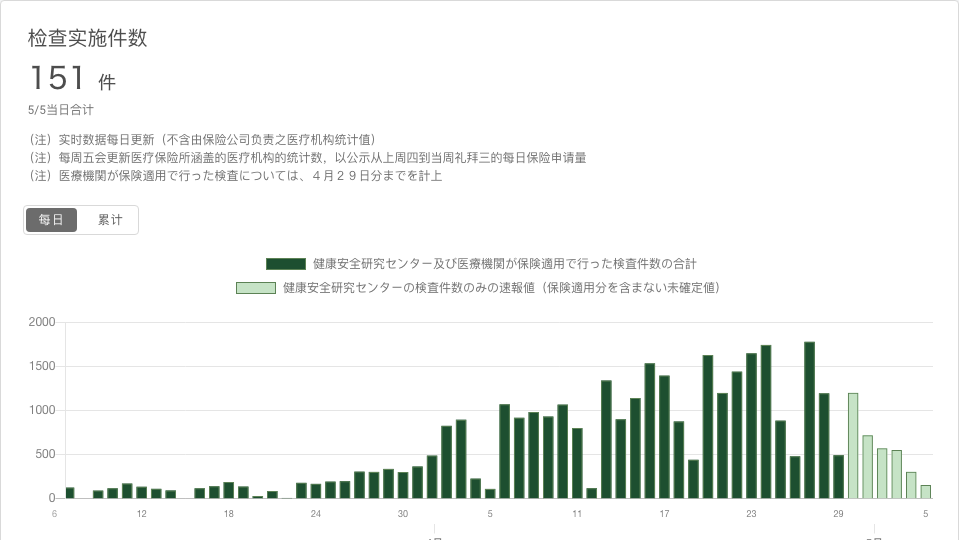 检查实施件数
151 件
5/5当日合计
（注）实时数据每日更新（不含由保险公司负责之医疗机构统计值）
（注）每周五会更新医疗保险所涵盖的医疗机构的统计数，以公示从上周四到当周礼拜三的每日保险申请量
（注）医療機関が保険適用で行った検査については、４月２９日分までを計上
每日 累计
健康安全研究センター及び医療機関が保険適用で行った検査件数の合計
健康安全研究センターの検査件数のみの速報値（保険適用分を含まない未確定値）
2000
1500
1000
500
0
6 12 18 24 30 5 11 17 23 29 5